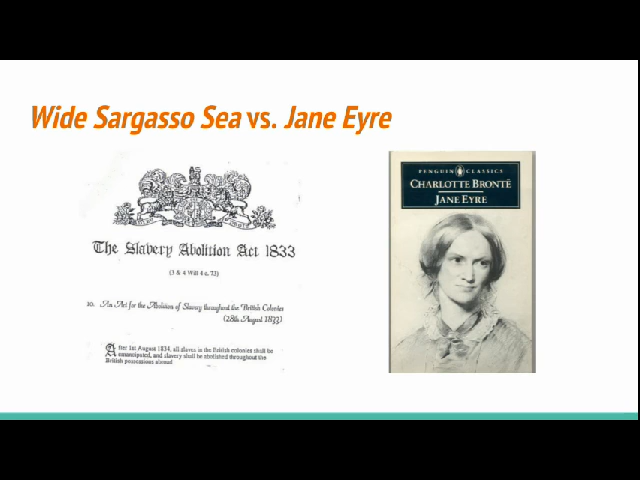 Wide Sargasso Sea vs. Jane Eyre
PENGUIN CLASSICS
CHARLOTTE BRONTË
JANE EYRE
The Slavery Abolition Act 1833
(3 & 4 Will 4 c. 73)
An Act for the Abolition of Slavery throughout the British Colonies
(28th August 1833)
After 1st August 1834, all slaves in the British colonies shall be
emancipated, and slavery shall be abolished throughout the
British possessions abroad